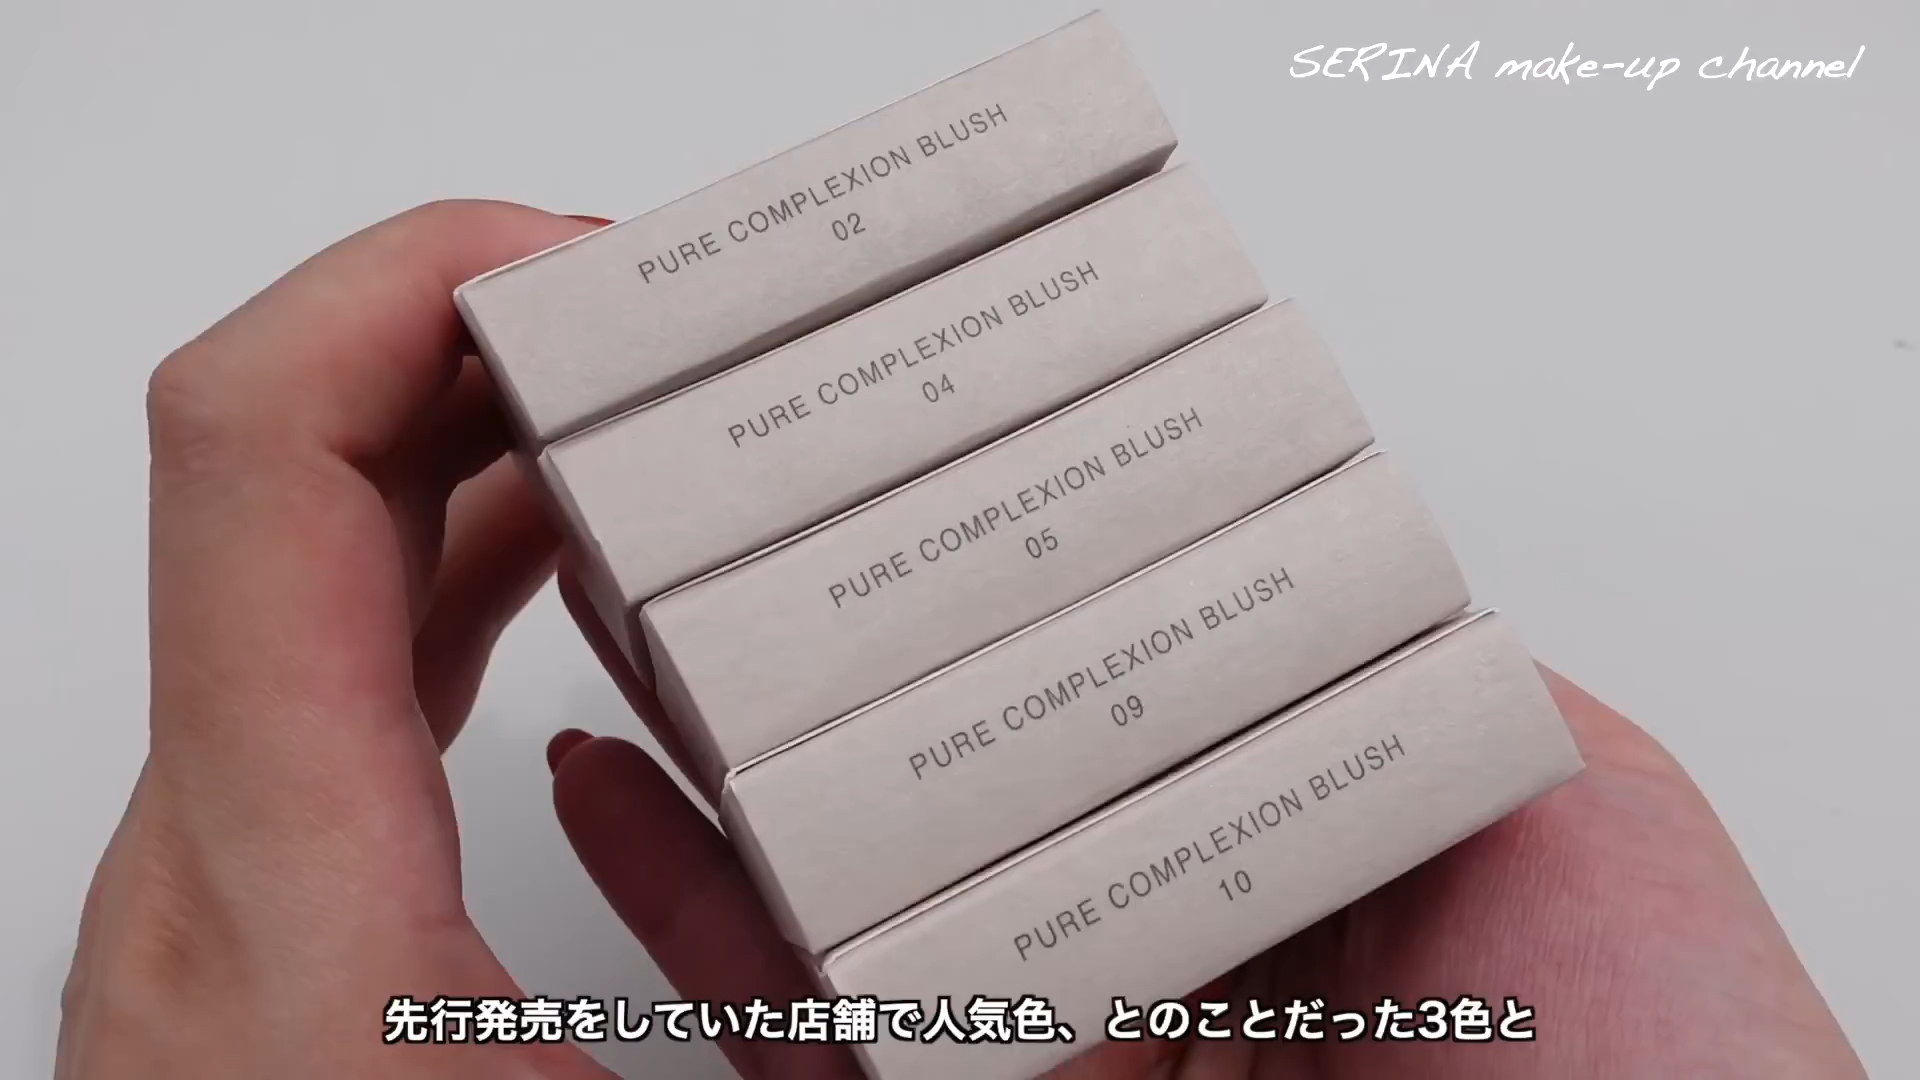 SERINA make-up channel
PURE COMPLEXION BLUSH
02
PURE COMPLEXION BLUSH
04
PURE COMPLEXION BLUSH
05
PURE COMPLEXION BLUSH
09
PURE COMPLEXION BLUSH
10
先行発売をしていた店舗で人気色、とのことだった3色と